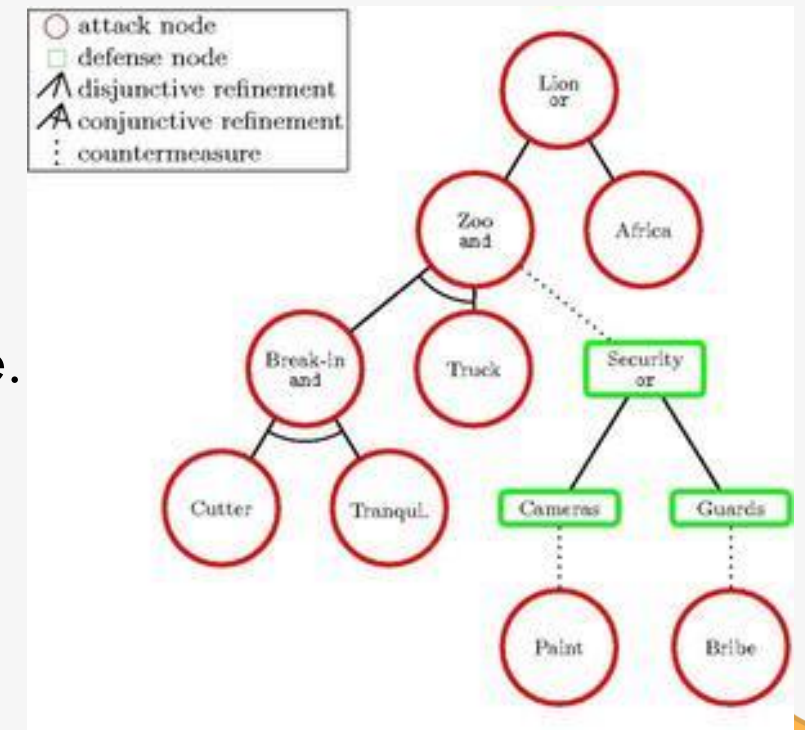 attack node
defense node
disjunctive refinement
conjunctive refinement
countermeasure
Lion
or
Zoo
and
Africa
e.
Break-in
and
Truck
Security
or
Cutter
Tranqul.
Cameras
Guards
Paint
Bribe